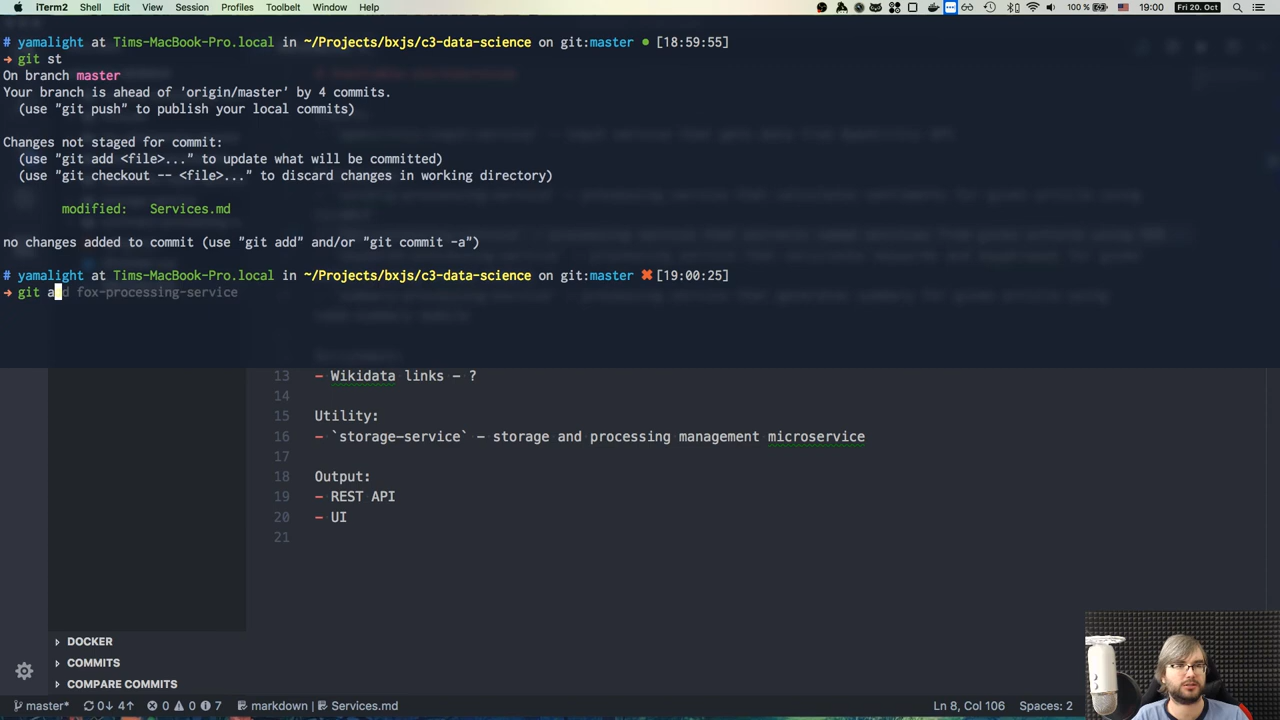 iTerm2 Shell Edit View Session Profiles Toolbelt Window Help 100 % 19:00 Fri 20. Oct
# yamalight at Tims-MacBook-Pro.local in ~/Projects/bxjs/c3-data-science on git:master [18:59:55]
➜ git st
On branch master
Your branch is ahead of 'origin/master' by 4 commits.
(use "git push" to publish your local commits)
Changes not staged for commit:
(use "git add <file>..." to update what will be committed)
(use "git checkout -- <file>..." to discard changes in working directory)
modified: Services.md
no changes added to commit (use "git add" and/or "git commit -a")
# yamalight at Tims-MacBook-Pro.local in ~/Projects/bxjs/c3-data-science on git:master ✖ [19:00:25]
➜ git add fox-processing-service
13 - Wikidata links - ?
14
15 Utility:
16 - `storage-service` - storage and processing management microservice
17
18 Output:
19 - REST API
20 - UI
21
DOCKER
COMMITS
COMPARE COMMITS
master* 0↓ 4↑ 0 0 7 markdown | Services.md Ln 8, Col 106 Spaces: 2